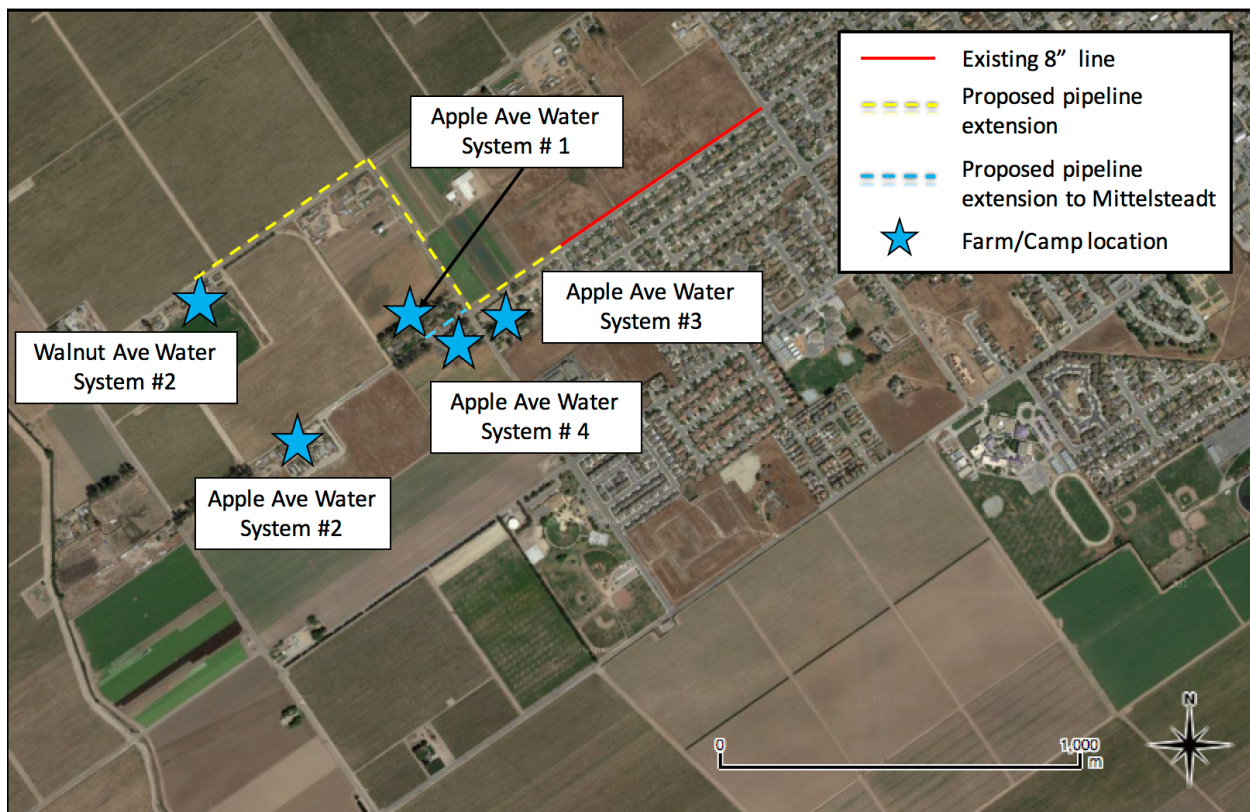 Apple Ave Water
System # 1
Existing 8” line
Proposed pipeline
extension
Proposed pipeline
extension to Mittelsteadt
Farm/Camp location
Apple Ave Water
System #3
Walnut Ave Water
System #2
Apple Ave Water
System # 4
Apple Ave Water
System #2
N
0
1,000
m